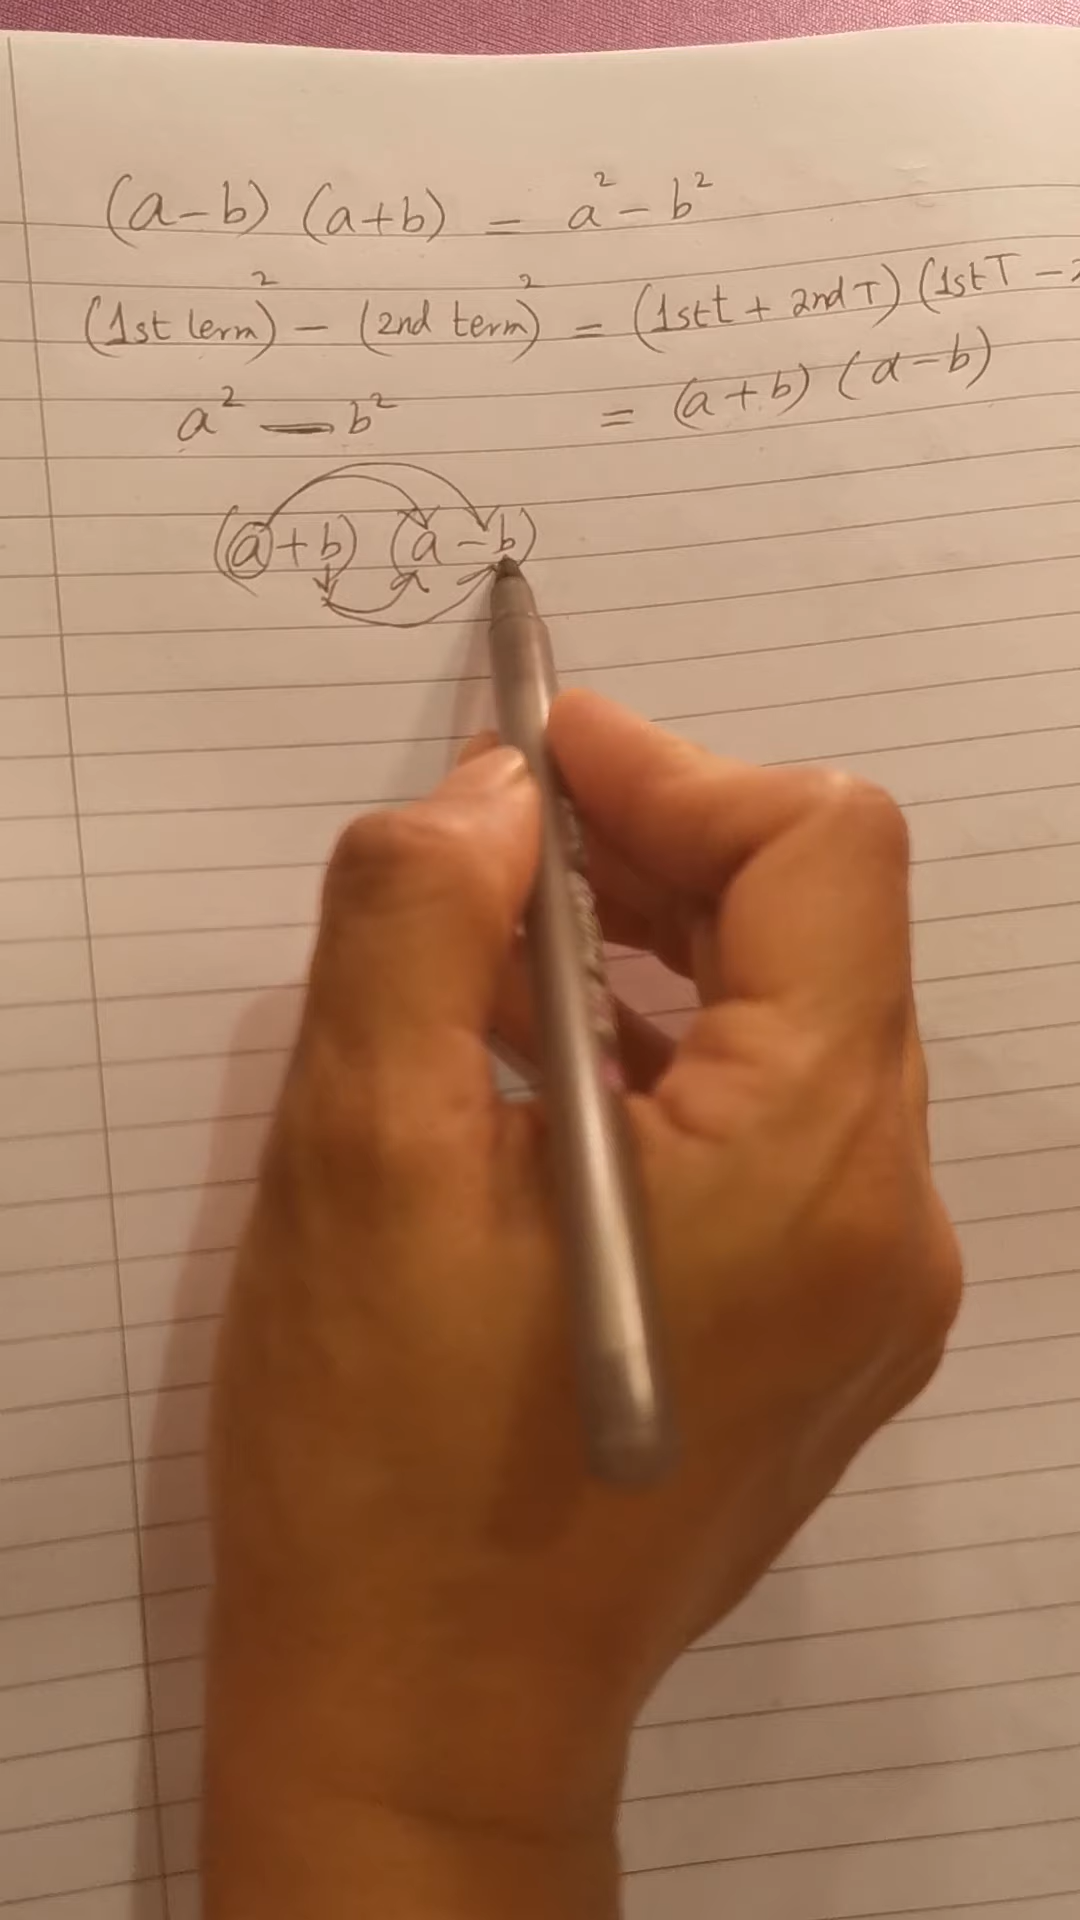 (a-b) (a+b) = a² - b²
(1st term)² - (2nd term)² = (1st t + 2nd T) (1st T -
a² - b² = (a+b) (a-b)
(a+b) (a-b)